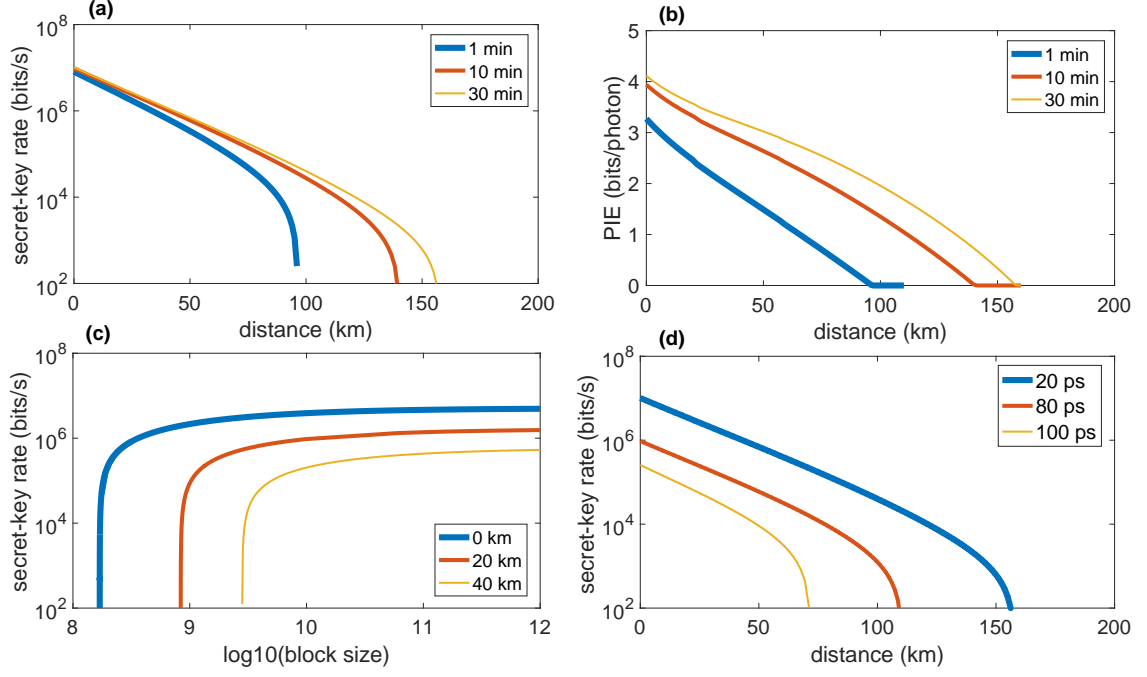 (a)
secret-key rate (bits/s)
10^8
10^6
10^4
10^2
0 50 100 150 200
distance (km)
1 min
10 min
30 min
(b)
PIE (bits/photon)
5
4
3
2
1
0
0 50 100 150 200
distance (km)
1 min
10 min
30 min
(c)
secret-key rate (bits/s)
10^8
10^6
10^4
10^2
8 9 10 11 12
log10(block size)
0 km
20 km
40 km
(d)
secret-key rate (bits/s)
10^8
10^6
10^4
10^2
0 50 100 150 200
distance (km)
20 ps
80 ps
100 ps